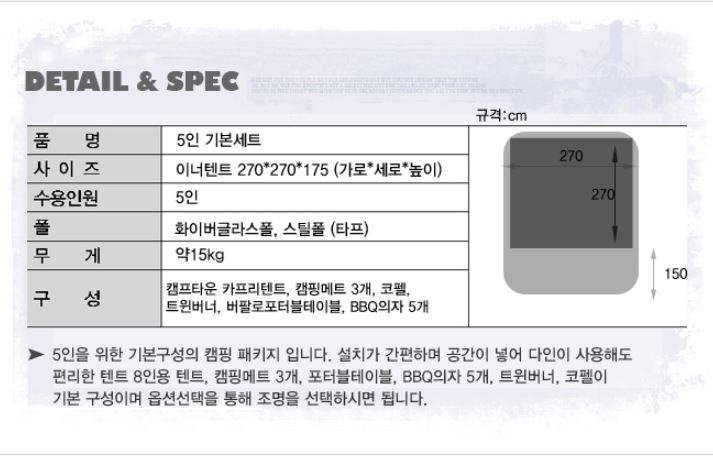 DETAIL & SPEC
규격:cm
품 명 5인 기본세트
사 이 즈 이너텐트 270*270*175 (가로*세로*높이)
수용인원 5인
폴 화이버글라스폴, 스틸폴 (타프)
무 게 약15kg
구 성 캠프타운 카프리텐트, 캠핑메트 3개, 코펠,
트윈버너, 버팔로포터블테이블, BBQ의자 5개
270
270
150
➤ 5인을 위한 기본구성의 캠핑 패키지 입니다. 설치가 간편하며 공간이 넓어 다인이 사용해도
편리한 텐트 8인용 텐트, 캠핑메트 3개, 포터블테이블, BBQ의자 5개, 트윈버너, 코펠이
기본 구성이며 옵션선택을 통해 조명을 선택하시면 됩니다.